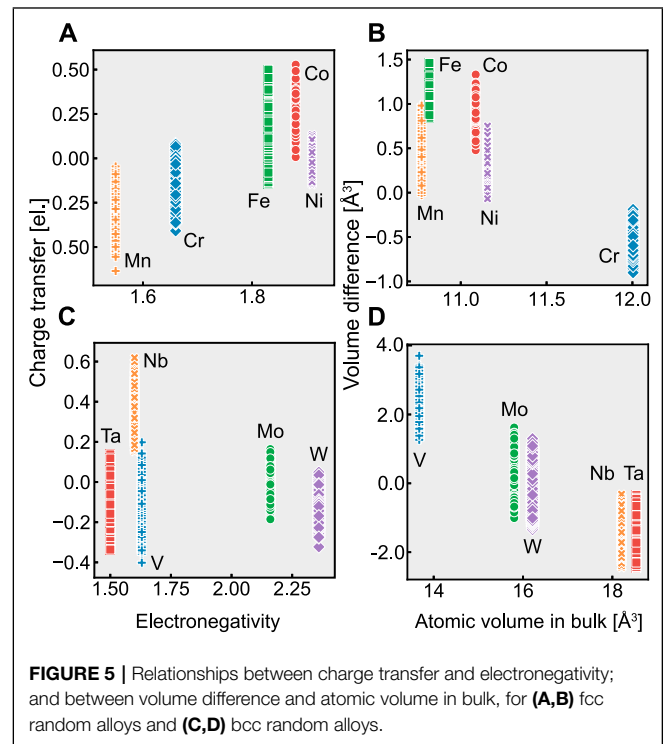 A
B
Charge transfer [el.]
0.50
0.25
0.00
0.25
0.50
Mn
Cr
Fe
Co
Ni
1.6
1.8
Volume difference [Å³]
1.5
1.0
0.5
0.0
−0.5
−1.0
Fe
Co
Mn
Ni
Cr
11.0
11.5
12.0
C
D
0.6
0.4
0.2
0.0
−0.2
−0.4
Nb
Ta
Mo
W
V
1.50
1.75
2.00
2.25
Electronegativity
4.0
2.0
0.0
-2.0
Mo
V
Nb
Ta
W
14
16
18
Atomic volume in bulk [Å³]
FIGURE 5 | Relationships between charge transfer and electronegativity;
and between volume difference and atomic volume in bulk, for (A,B) fcc
random alloys and (C,D) bcc random alloys.